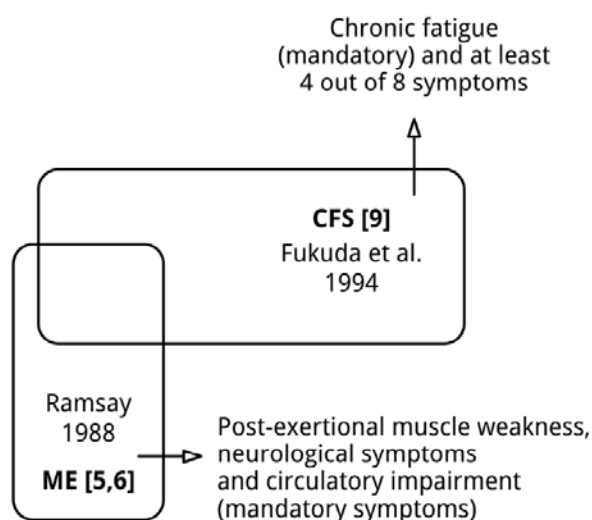 Chronic fatigue
(mandatory) and at least
4 out of 8 symptoms
CFS [9]
Fukuda et al.
1994
Ramsay
1988
ME [5,6]
Post-exertional muscle weakness,
neurological symptoms
and circulatory impairment
(mandatory symptoms)